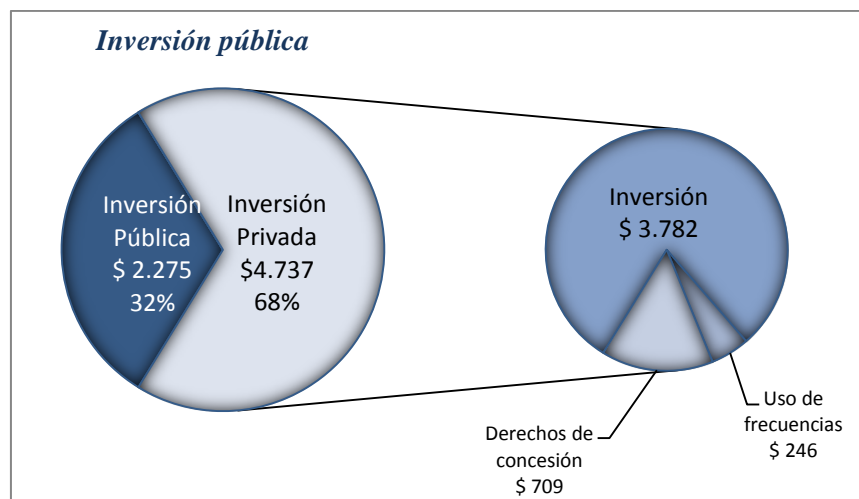 Inversión pública
Inversión
Pública
$ 2.275
32%
Inversión
Privada
$4.737
68%
Inversión
$ 3.782
Derechos de
concesión
$ 709
Uso de
frecuencias
$ 246